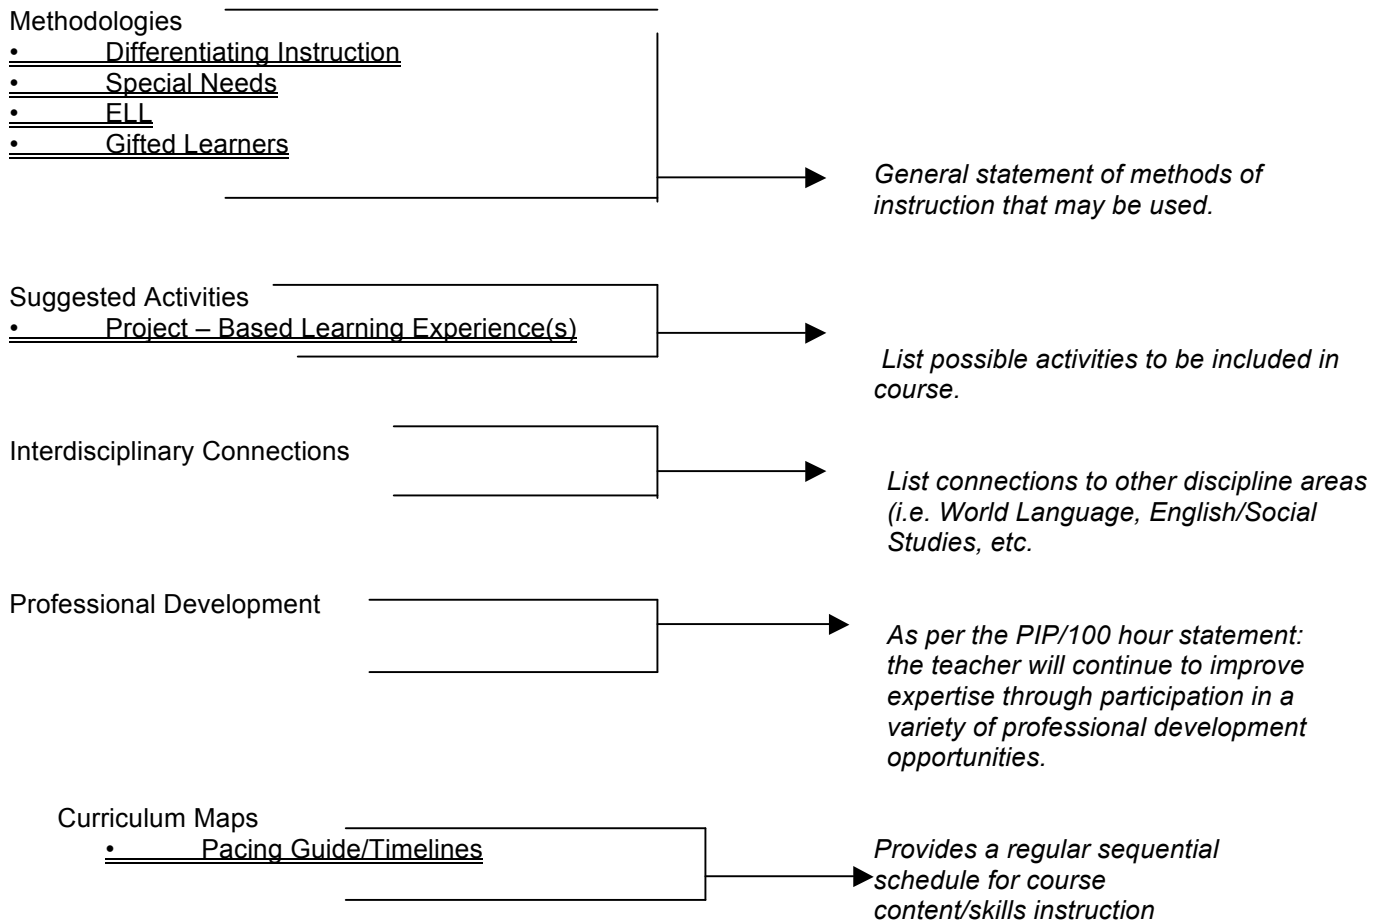 Methodologies
• Differentiating Instruction
• Special Needs
• ELL
• Gifted Learners
General statement of methods of
instruction that may be used.
Suggested Activities
• Project – Based Learning Experience(s)
List possible activities to be included in
course.
Interdisciplinary Connections
List connections to other discipline areas
(i.e. World Language, English/Social
Studies, etc.
Professional Development
As per the PIP/100 hour statement:
the teacher will continue to improve
expertise through participation in a
variety of professional development
opportunities.
Curriculum Maps
• Pacing Guide/Timelines
Provides a regular sequential
schedule for course
content/skills instruction